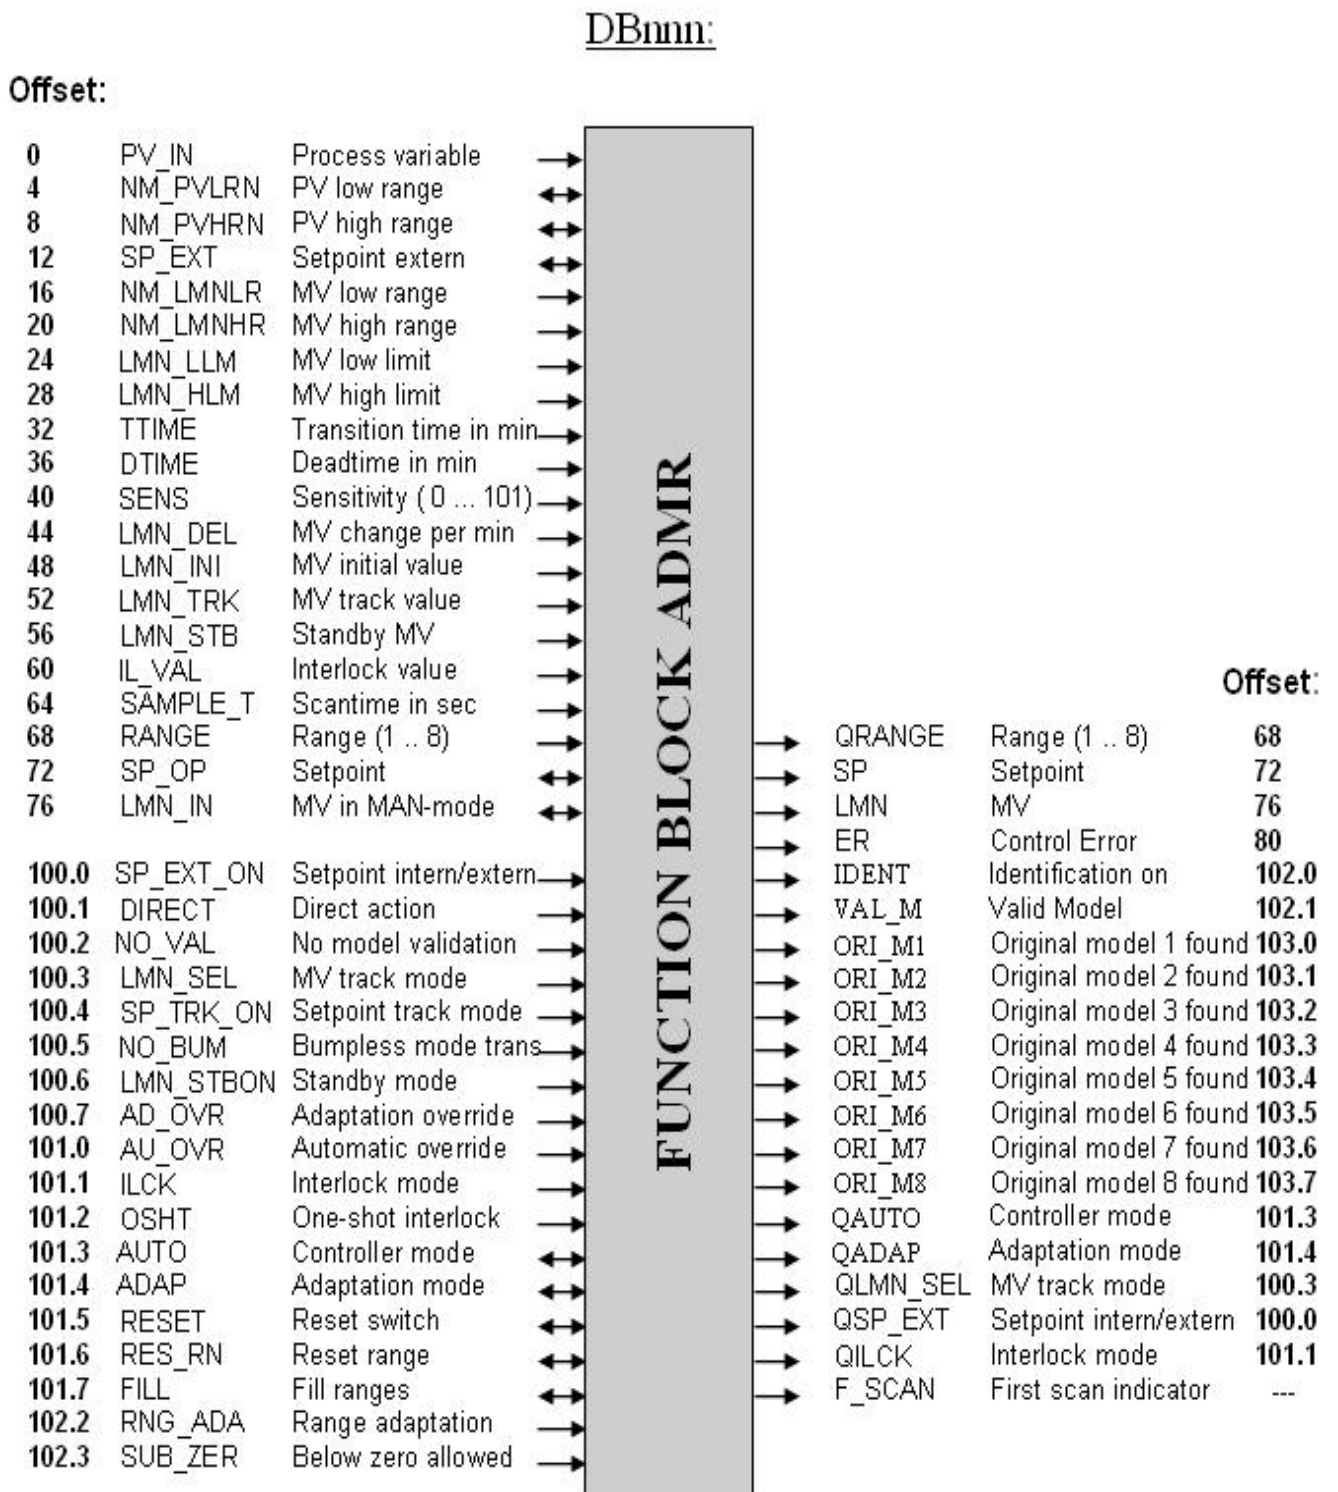 DBnnn:
Offset:
0 PV_IN Process variable
4 NM_PVLRN PV low range
8 NM_PVHRN PV high range
12 SP_EXT Setpoint extern
16 NM_LMNLR MV low range
20 NM_LMNHR MV high range
24 LMN_LLM MV low limit
28 LMN_HLM MV high limit
32 TTIME Transition time in min
36 DTIME Deadtime in min
40 SENS Sensitivity ( 0 ... 101)
44 LMN_DEL MV change per min
48 LMN_INI MV initial value
52 LMN_TRK MV track value
56 LMN_STB Standby MV
60 IL_VAL Interlock value
64 SAMPLE_T Scantime in sec
68 RANGE Range (1 .. 8)
72 SP_OP Setpoint
76 LMN_IN MV in MAN-mode
100.0 SP_EXT_ON Setpoint intern/extern
100.1 DIRECT Direct action
100.2 NO_VAL No model validation
100.3 LMN_SEL MV track mode
100.4 SP_TRK_ON Setpoint track mode
100.5 NO_BUM Bumpless mode trans
100.6 LMN_STBON Standby mode
100.7 AD_OVR Adaptation override
101.0 AU_OVR Automatic override
101.1 ILCK Interlock mode
101.2 OSHT One-shot interlock
101.3 AUTO Controller mode
101.4 ADAP Adaptation mode
101.5 RESET Reset switch
101.6 RES_RN Reset range
101.7 FILL Fill ranges
102.2 RNG_ADA Range adaptation
102.3 SUB_ZER Below zero allowed
FUNCTION BLOCK ADMR
Offset:
QRANGE Range (1 .. 8) 68
SP Setpoint 72
LMN MV 76
ER Control Error 80
IDENT Identification on 102.0
VAL_M Valid Model 102.1
ORI_M1 Original model 1 found 103.0
ORI_M2 Original model 2 found 103.1
ORI_M3 Original model 3 found 103.2
ORI_M4 Original model 4 found 103.3
ORI_M5 Original model 5 found 103.4
ORI_M6 Original model 6 found 103.5
ORI_M7 Original model 7 found 103.6
ORI_M8 Original model 8 found 103.7
QAUTO Controller mode 101.3
QADAP Adaptation mode 101.4
QLMN_SEL MV track mode 100.3
QSP_EXT Setpoint intern/extern 100.0
QILCK Interlock mode 101.1
F_SCAN First scan indicator ---